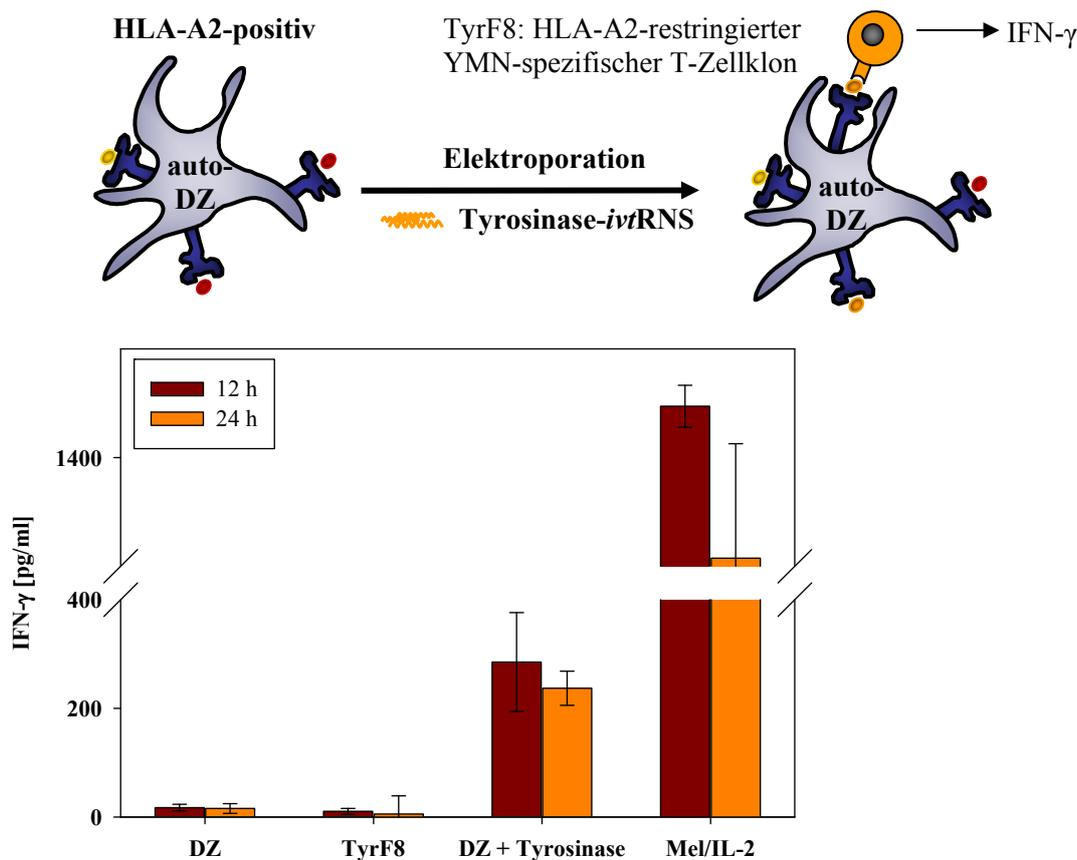 HLA-A2-positiv
TyrF8: HLA-A2-restringierter
YMN-spezifischer T-Zellklon
IFN-γ
auto-
DZ
Elektroporation
Tyrosinase-ivtRNS
auto-
DZ
12 h
24 h
1400
400
200
0
IFN-γ [pg/ml]
DZ
TyrF8
DZ + Tyrosinase
Mel/IL-2